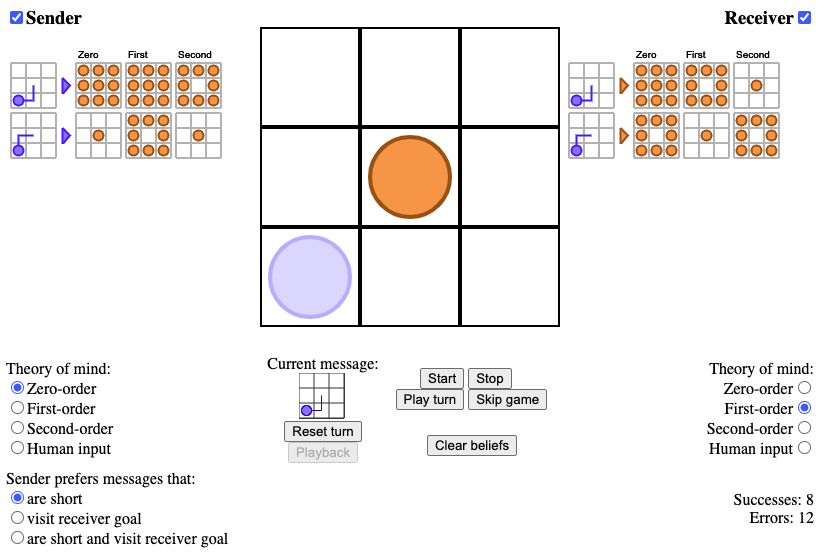 Sender
Receiver
Zero First Second
Zero First Second
Theory of mind:
Zero-order
First-order
Second-order
Human input
Sender prefers messages that:
are short
visit receiver goal
are short and visit receiver goal
Current message:
Reset turn
Playback
Start Stop
Play turn Skip game
Clear beliefs
Theory of mind:
Zero-order
First-order
Second-order
Human input
Successes: 8
Errors: 12